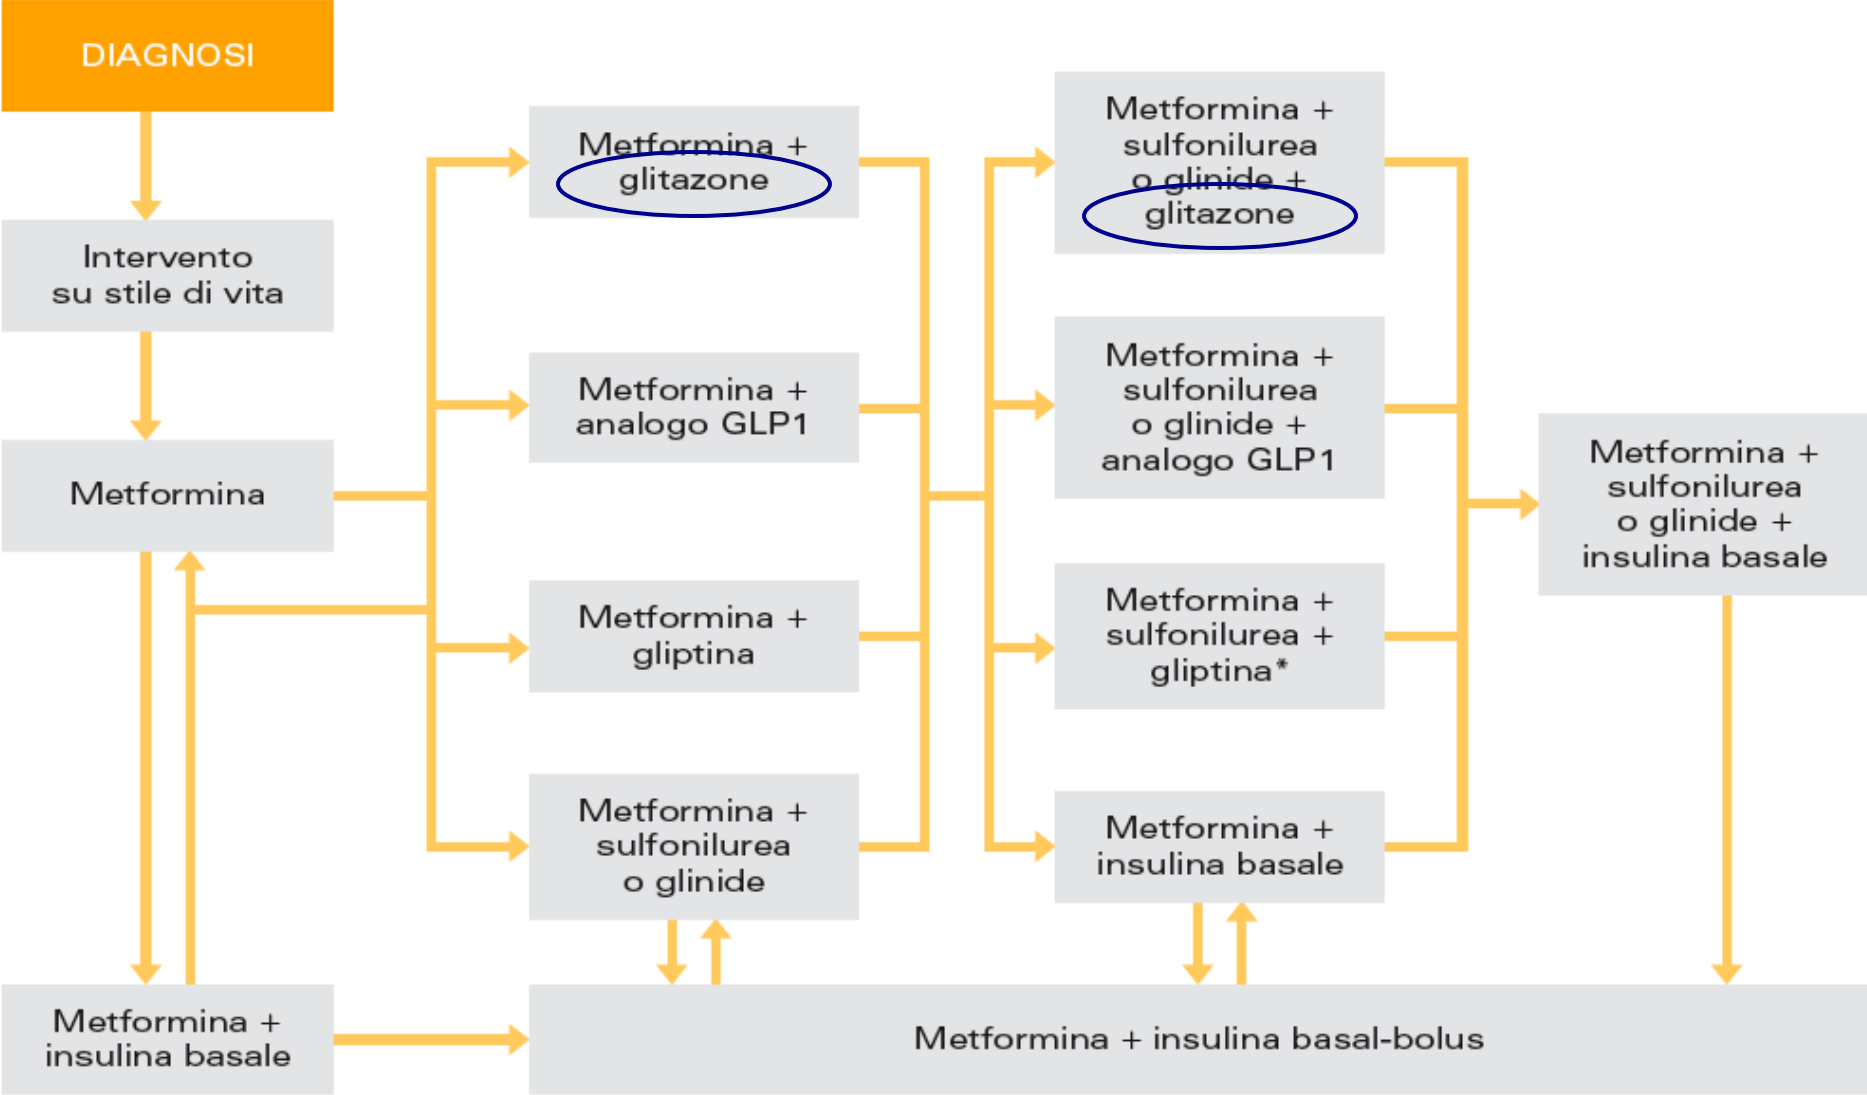 DIAGNOSI
Intervento
su stile di vita
Metformina
Metformina +
insulina basale
Metformina +
glitazone
Metformina +
analogo GLP1
Metformina +
gliptina
Metformina +
sulfonilurea
o glinide
Metformina +
sulfonilurea
o glinide +
glitazone
Metformina +
sulfonilurea
o glinide +
analogo GLP1
Metformina +
sulfonilurea +
gliptina*
Metformina +
insulina basale
Metformina +
sulfonilurea
o glinide +
insulina basale
Metformina + insulina basal-bolus